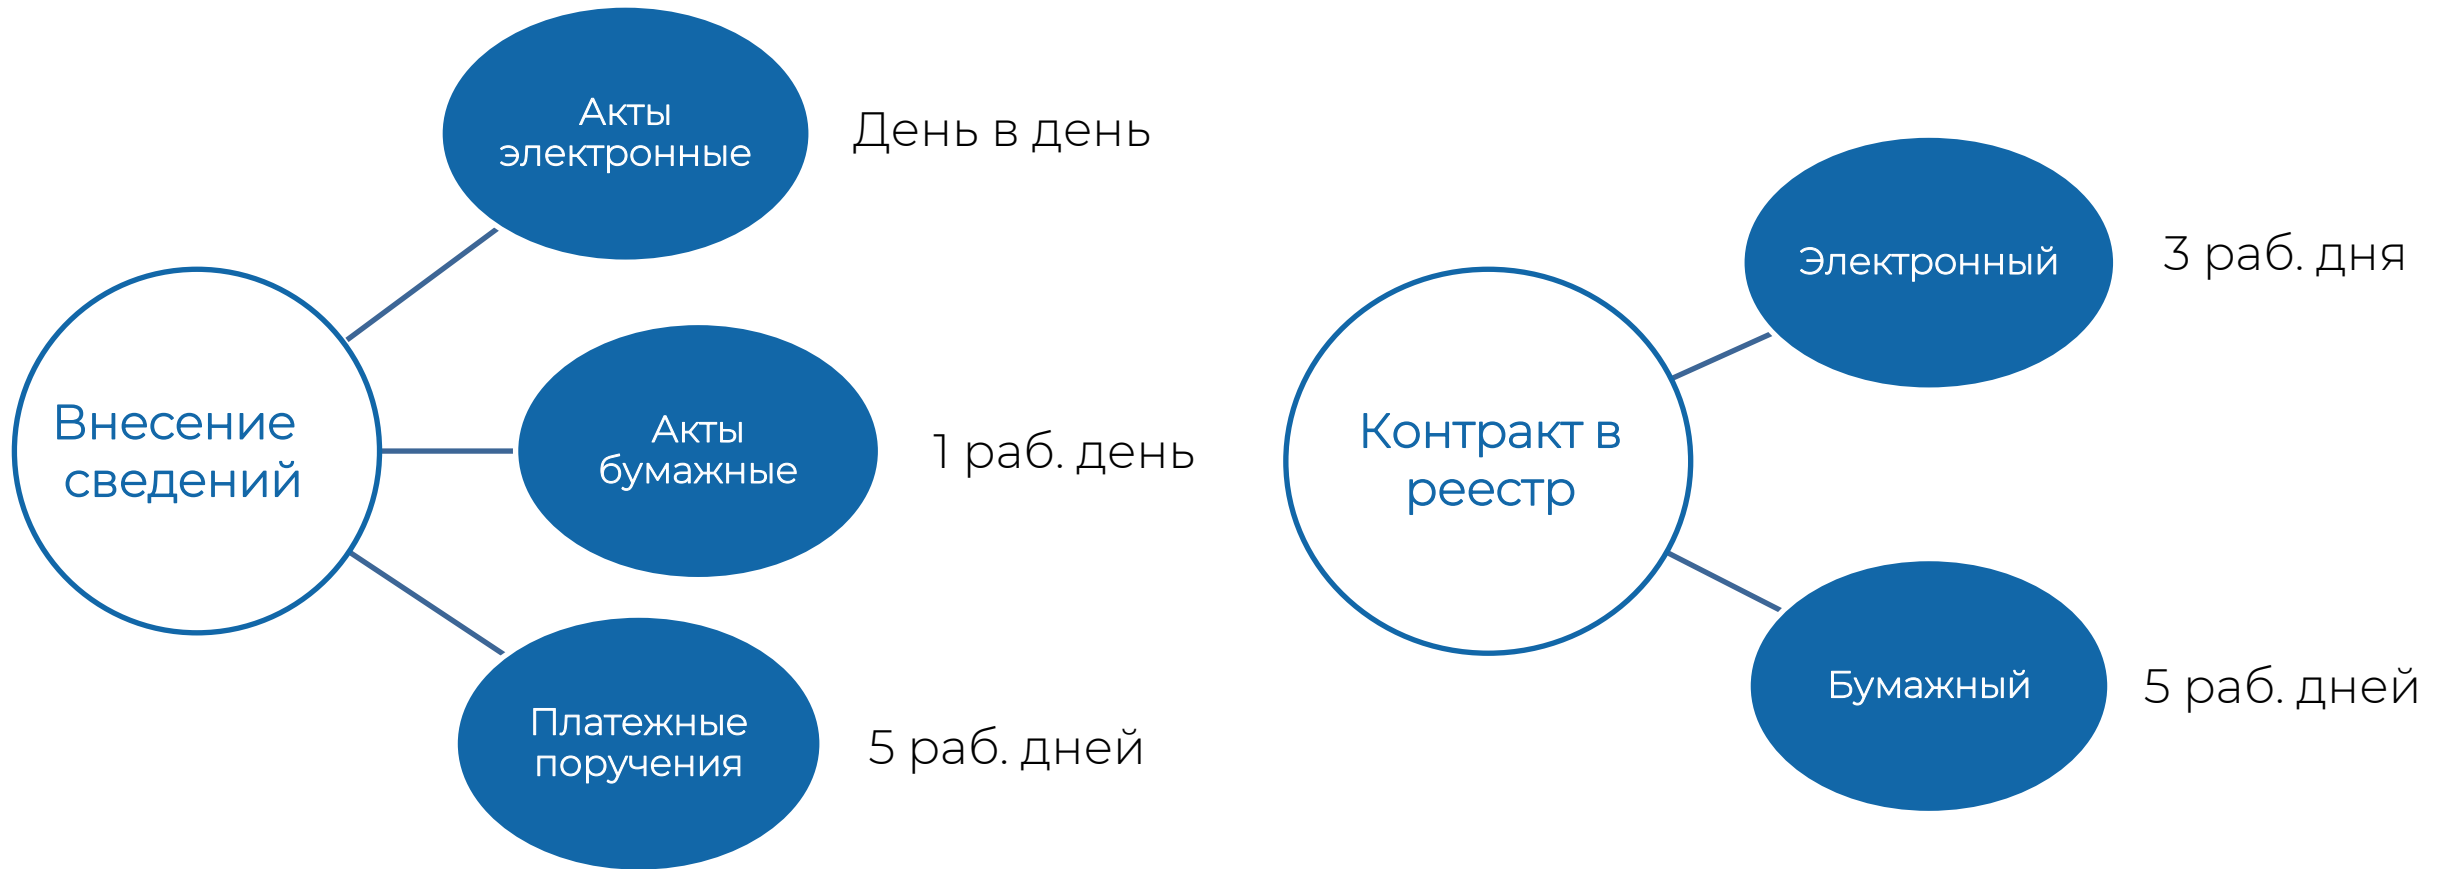 Внесение
сведений
Акты
электронные
День в день
Акты
бумажные
1 раб. день
Платежные
поручения
5 раб. дней
Контракт в
реестр
Электронный
3 раб. дня
Бумажный
5 раб. дней